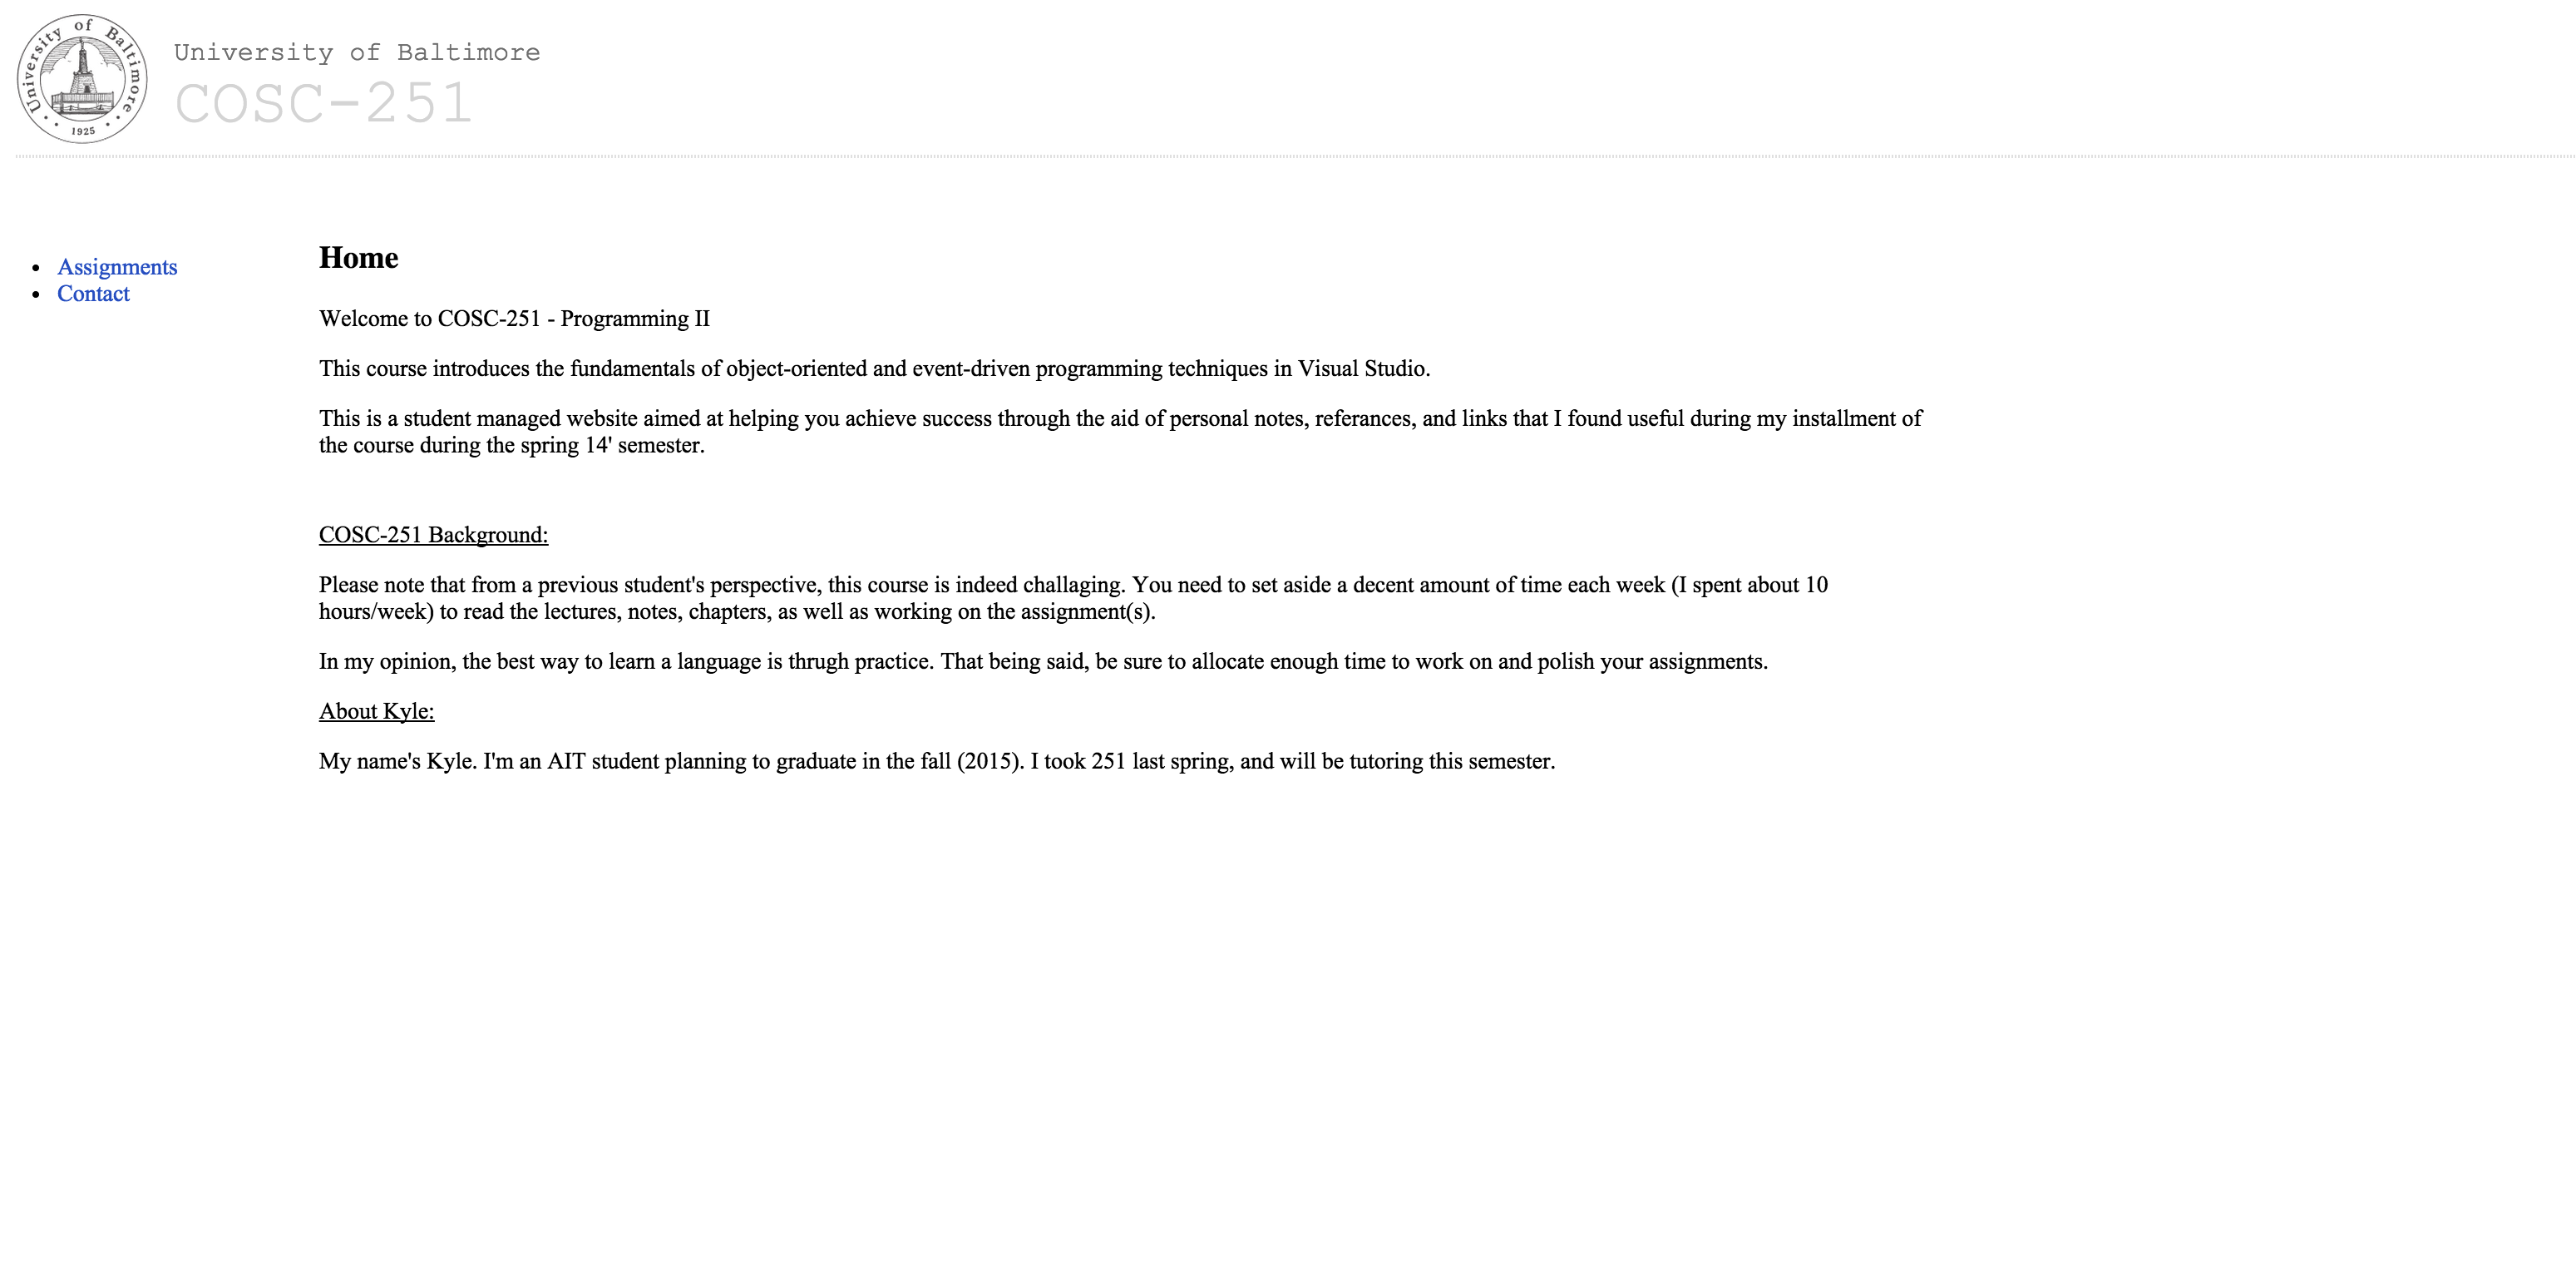 University of Baltimore
1925
University of Baltimore
COSC-251
Assignments
Contact
Home
Welcome to COSC-251 - Programming II
This course introduces the fundamentals of object-oriented and event-driven programming techniques in Visual Studio.
This is a student managed website aimed at helping you achieve success through the aid of personal notes, referances, and links that I found useful during my installment of
the course during the spring 14' semester.
COSC-251 Background:
Please note that from a previous student's perspective, this course is indeed challaging. You need to set aside a decent amount of time each week (I spent about 10
hours/week) to read the lectures, notes, chapters, as well as working on the assignment(s).
In my opinion, the best way to learn a language is thrugh practice. That being said, be sure to allocate enough time to work on and polish your assignments.
About Kyle:
My name's Kyle. I'm an AIT student planning to graduate in the fall (2015). I took 251 last spring, and will be tutoring this semester.